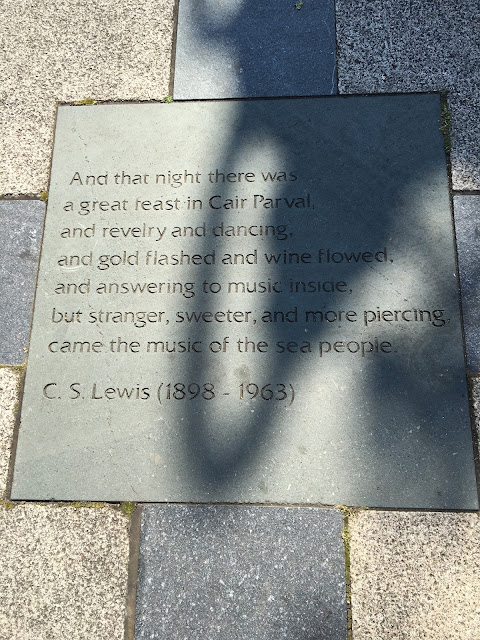 And that night there was
a great feast in Cair Parval,
and revelry and dancing,
and gold flashed and wine flowed,
and answering to music inside,
but stranger, sweeter, and more piercing,
came the music of the sea people.
C. S. Lewis (1898 - 1963)